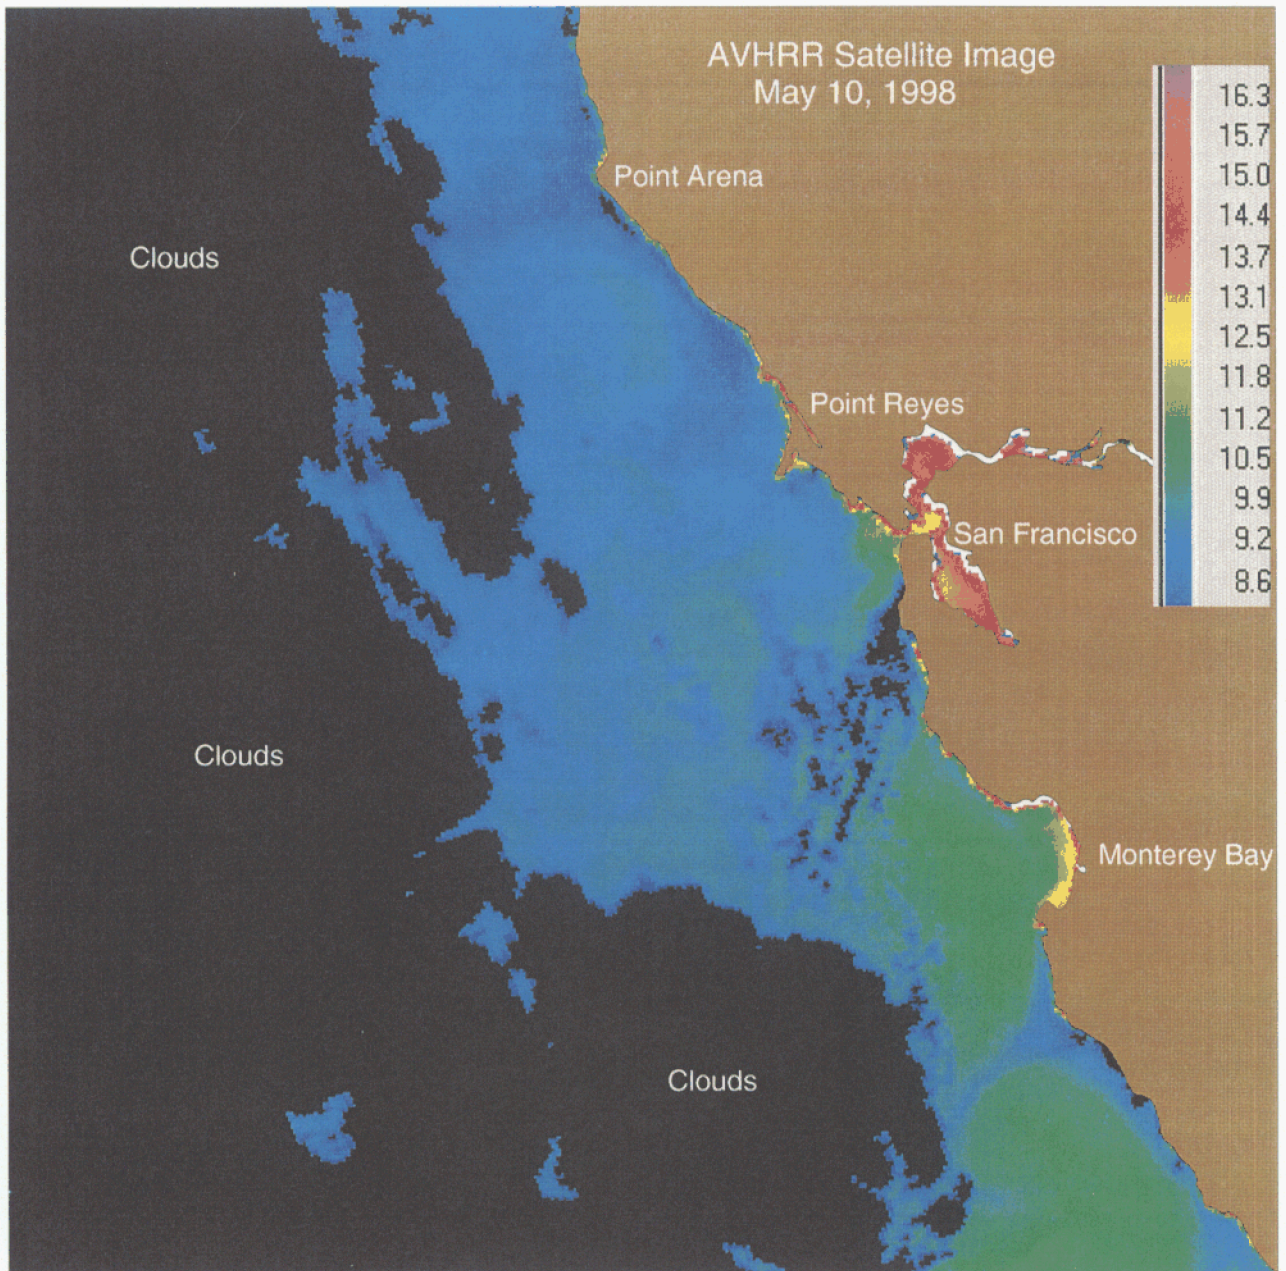 AVHRR Satellite Image
May 10, 1998
16.3
15.7
15.0
14.4
13.7
13.1
12.5
11.8
11.2
10.5
9.9
9.2
8.6
Point Arena
Clouds
Point Reyes
San Francisco
Clouds
Monterey Bay
Clouds